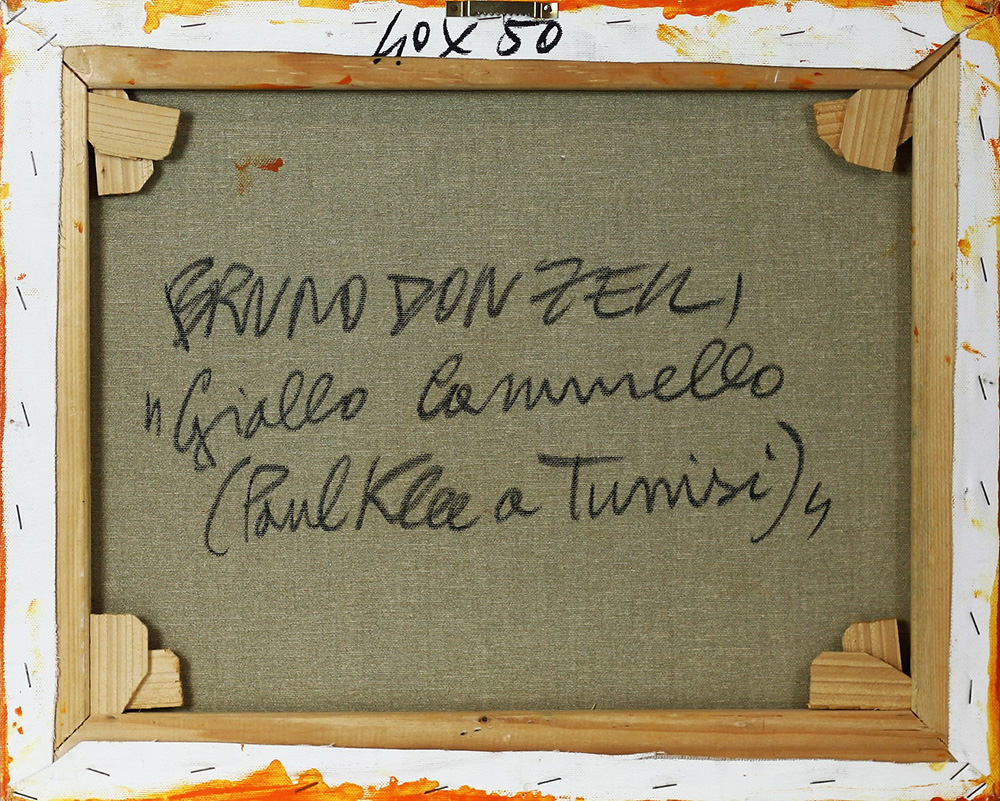 40X50
BRUNO DONZELLI
"Giallo Cammello
(Paul Klee a Tunisi)"